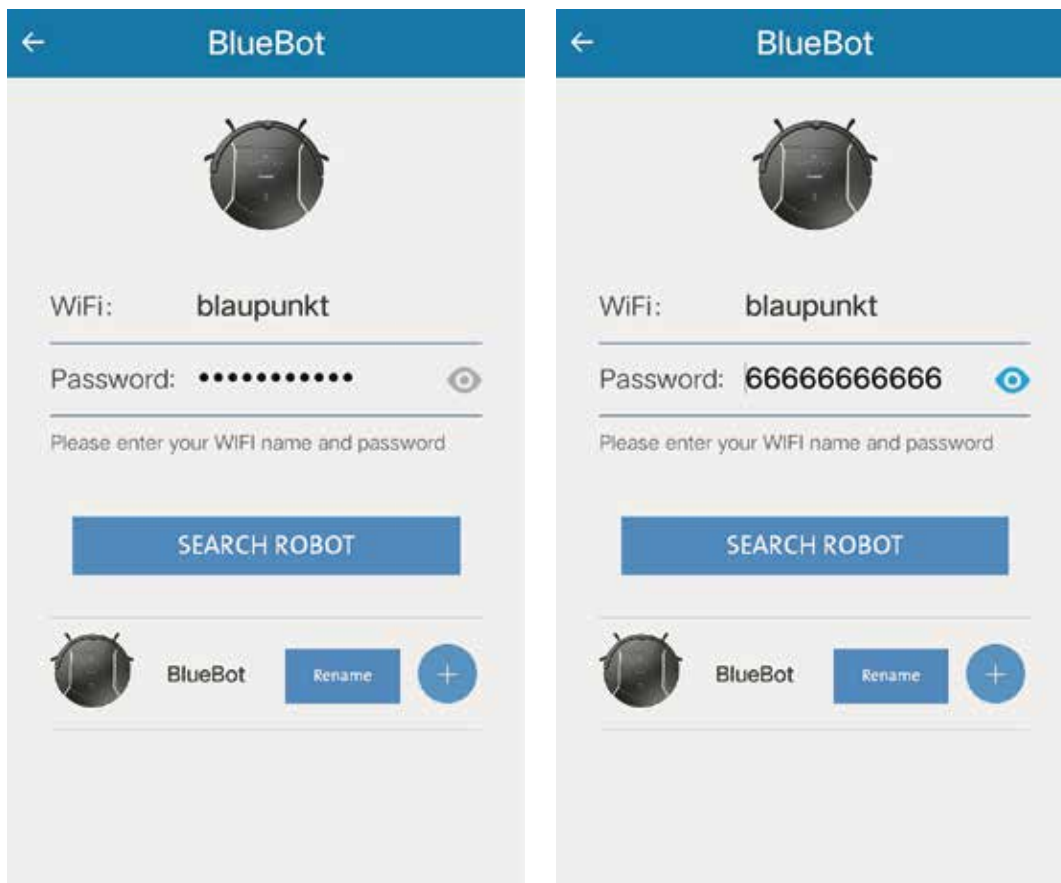 BlueBot
WiFi: blaupunkt
Password: •••••••••••
Please enter your WIFI name and password
SEARCH ROBOT
BlueBot Rename
BlueBot
WiFi: blaupunkt
Password: 66666666666
Please enter your WIFI name and password
SEARCH ROBOT
BlueBot Rename